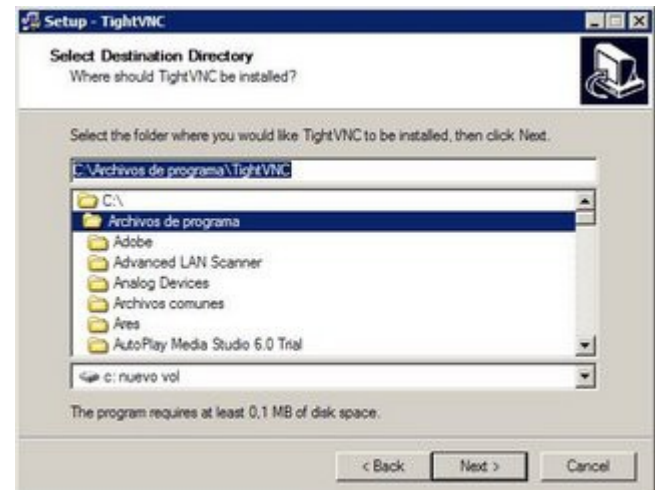 Setup - TightVNC
Select Destination Directory
Where should TightVNC be installed?
Select the folder where you would like TightVNC to be installed, then click Next.
C:\Archivos de programa\TightVNC
C:\
Archivos de programa
Adobe
Advanced LAN Scanner
Analog Devices
Archivos comunes
Ares
AutoPlay Media Studio 6.0 Trial
c: nuevo vol
The program requires at least 0,1 MB of disk space.
< Back
Next >
Cancel